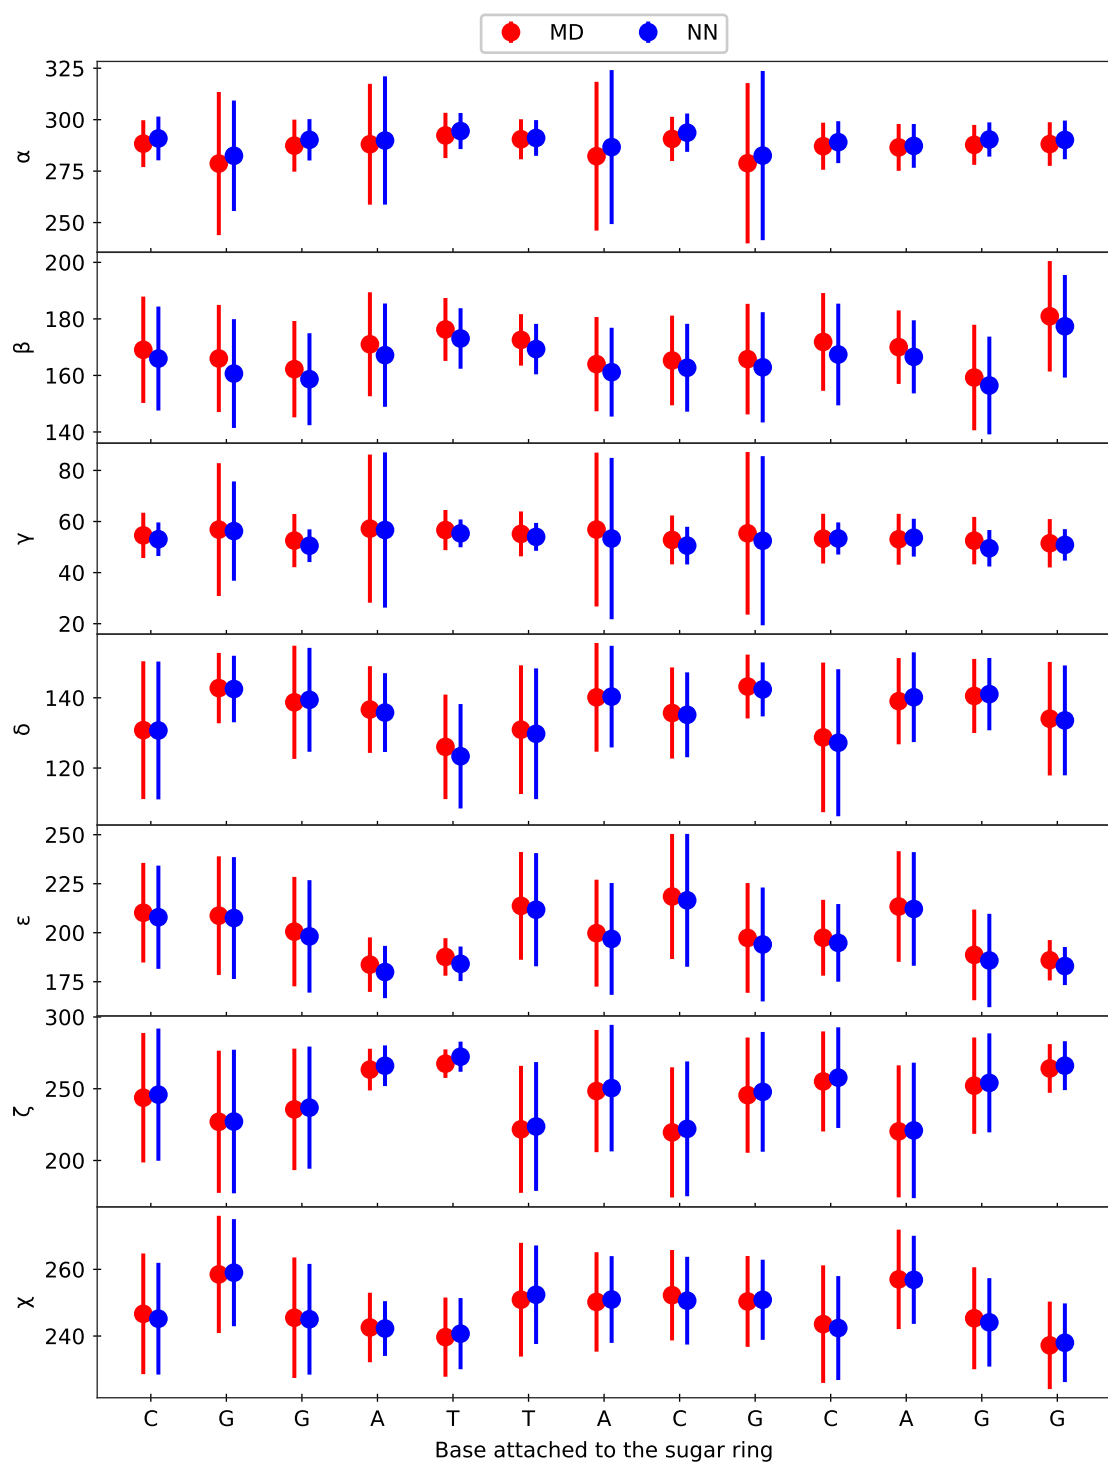 MD NN
325
300
α
275
250
200
180
β
160
140
80
60
γ
40
20
140
δ
120
250
225
ε
200
175
300
250
ζ
200
260
χ
240
C G G A T T A C G C A G G
Base attached to the sugar ring